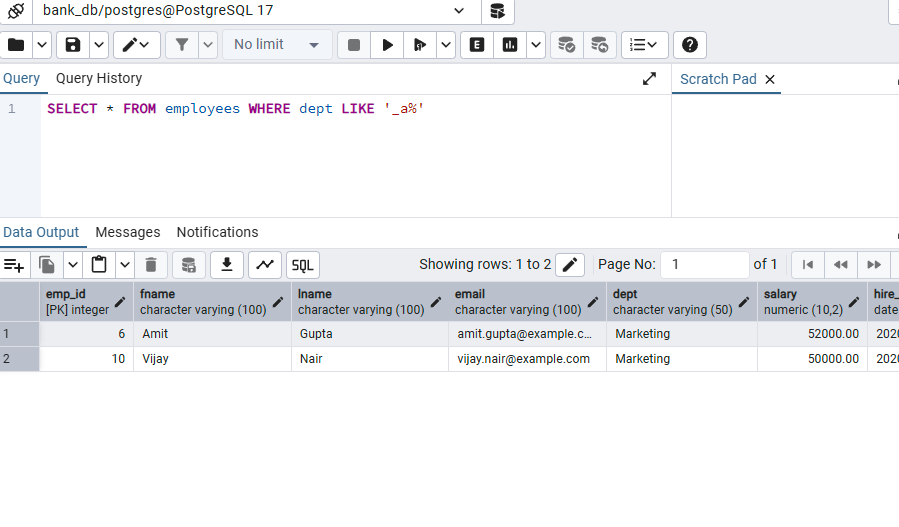 bank_db/postgres@PostgreSQL 17
No limit
E
Query
Query History
Scratch Pad
1 SELECT * FROM employees WHERE dept LIKE '_a%'
Data Output
Messages
Notifications
SQL
Showing rows: 1 to 2
Page No: 1 of 1
emp_id fname lname email dept salary hire_
[PK] integer character varying (100) character varying (100) character varying (100) character varying (50) numeric (10,2) date
1 6 Amit Gupta amit.gupta@example.c... Marketing 52000.00 202
2 10 Vijay Nair vijay.nair@example.com Marketing 50000.00 202